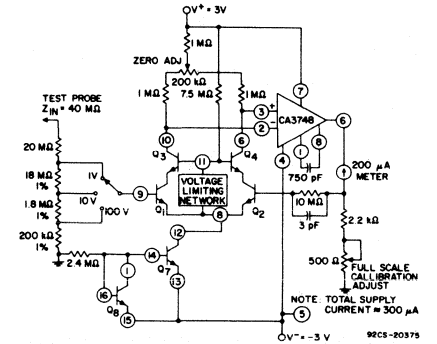 V⁺ = 3V
1 MΩ
ZERO ADJ
200 kΩ
7.5 MΩ
1 MΩ
1 MΩ
7
3 +
2 −
CA3748
6
4
1
8
750 pF
200 µA
METER
TEST PROBE
Z_IN = 40 MΩ
20 MΩ
18 MΩ
1%
1V
10 V
1.8 MΩ
1%
100 V
200 kΩ
1%
10
6
Q3
11
Q4
VOLTAGE
LIMITING
NETWORK
9
Q1
8
Q2
10 MΩ
3 pF
2.2 kΩ
500 Ω
FULL SCALE
CALLIBRATION
ADJUST
2.4 MΩ
12
14
Q7
13
1
16
Q8
15
5
NOTE: TOTAL SUPPLY
CURRENT ≈ 300 µA
V⁻ = −3 V
92CS-20375